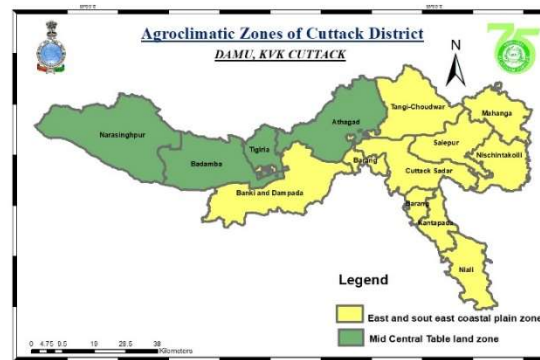 Agroclimatic Zones of Cuttack District
DAMU, KVK CUTTACK
N
75
Tangi-Choudwar
Mahanga
Athagad
Narasinghpur
Salepur
Nischintakoili
Tigiria
Badamba
Barang
Cuttack Sadar
Banki and Dampada
Barang
Kantapada
Niali
Legend
East and sout east coastal plain zone
Mid Central Table land zone
0 4.75 9.5 19 28.5 38
Kilometers